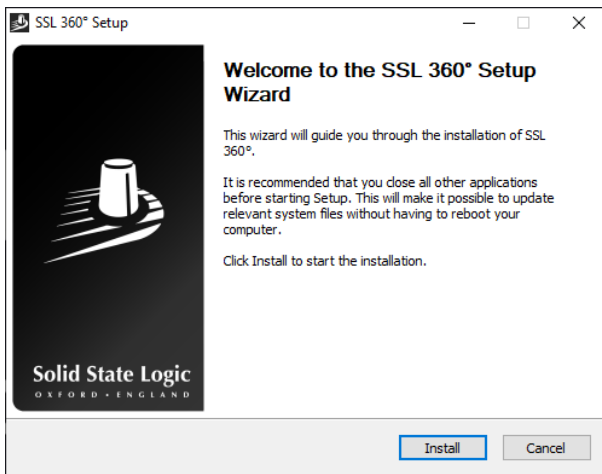 SSL 360° Setup
Welcome to the SSL 360° Setup
Wizard
This wizard will guide you through the installation of SSL
360°.
It is recommended that you close all other applications
before starting Setup. This will make it possible to update
relevant system files without having to reboot your
computer.
Click Install to start the installation.
Solid State Logic
OXFORD • ENGLAND
Install
Cancel